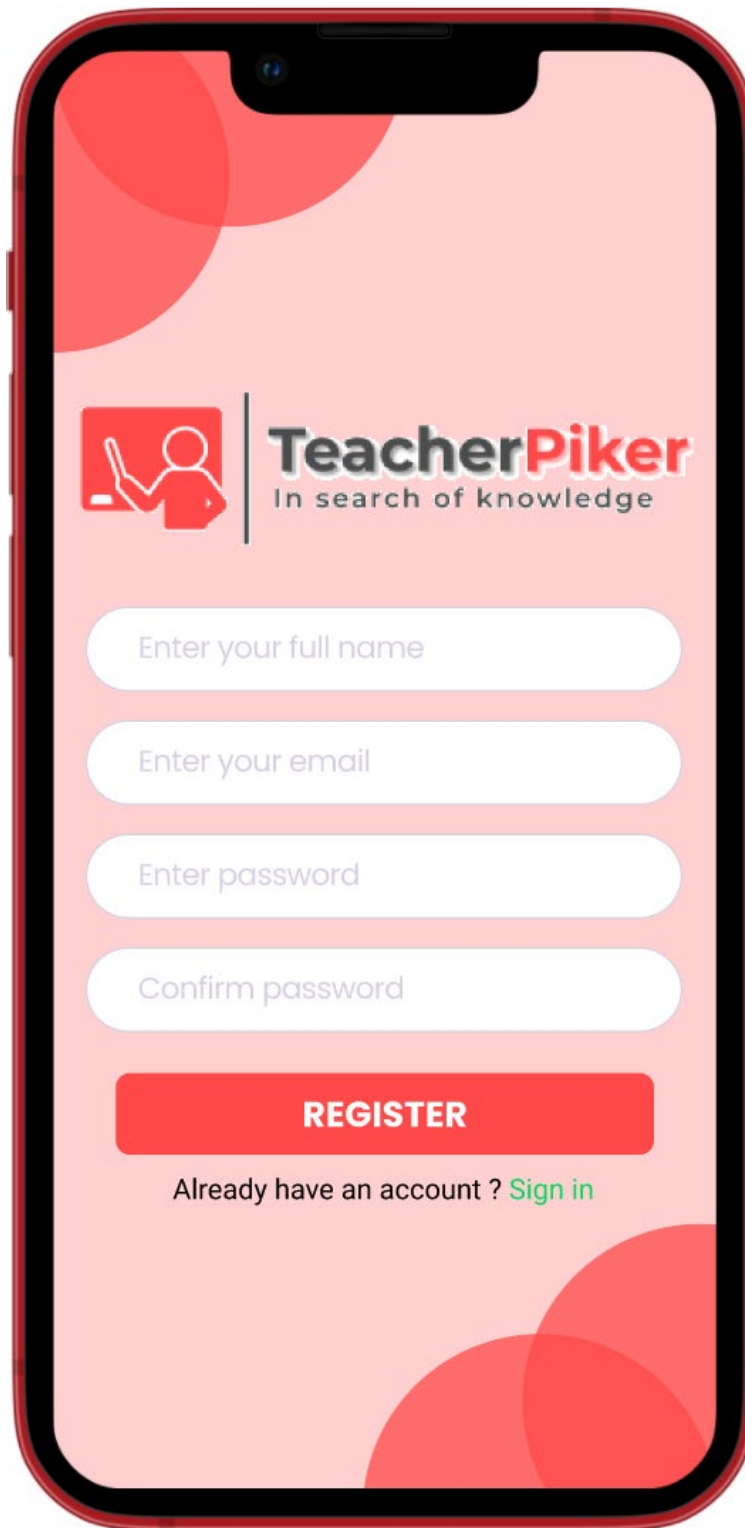 TeacherPiker
In search of knowledge
Enter your full name
Enter your email
Enter password
Confirm password
REGISTER
Already have an account ? Sign in